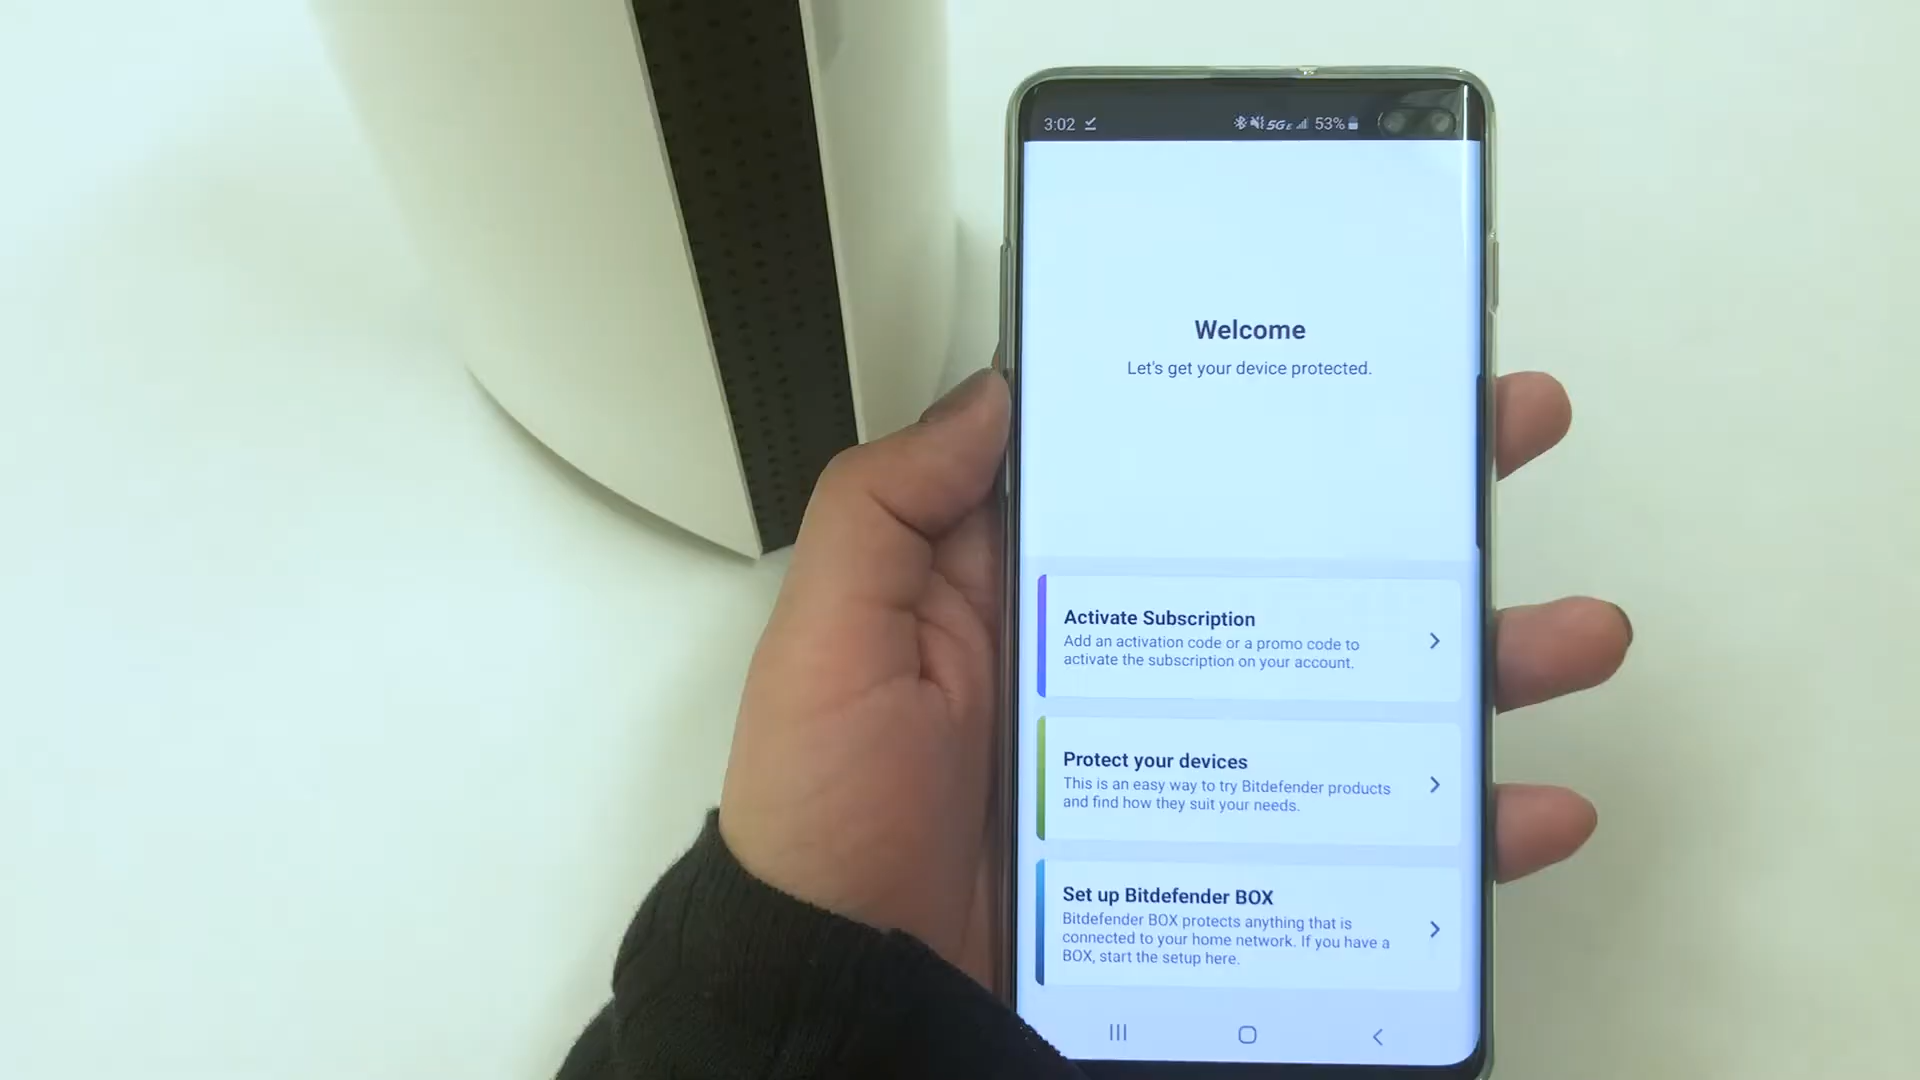 3:02 5GE 53%
Welcome
Let's get your device protected.
Activate Subscription
Add an activation code or a promo code to
activate the subscription on your account.
Protect your devices
This is an easy way to try Bitdefender products
and find how they suit your needs.
Set up Bitdefender BOX
Bitdefender BOX protects anything that is
connected to your home network. If you have a
BOX, start the setup here.